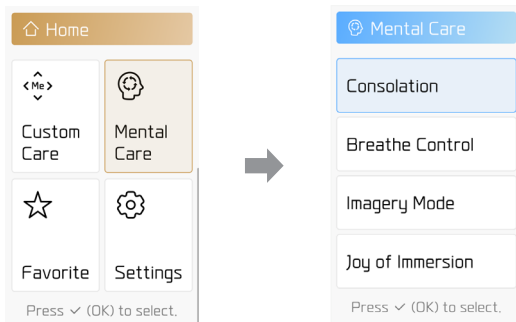 Home
Me
Custom
Care
Mental
Care
Favorite
Settings
Press ✓ (OK) to select.
Mental Care
Consolation
Breathe Control
Imagery Mode
Joy of Immersion
Press ✓ (OK) to select.